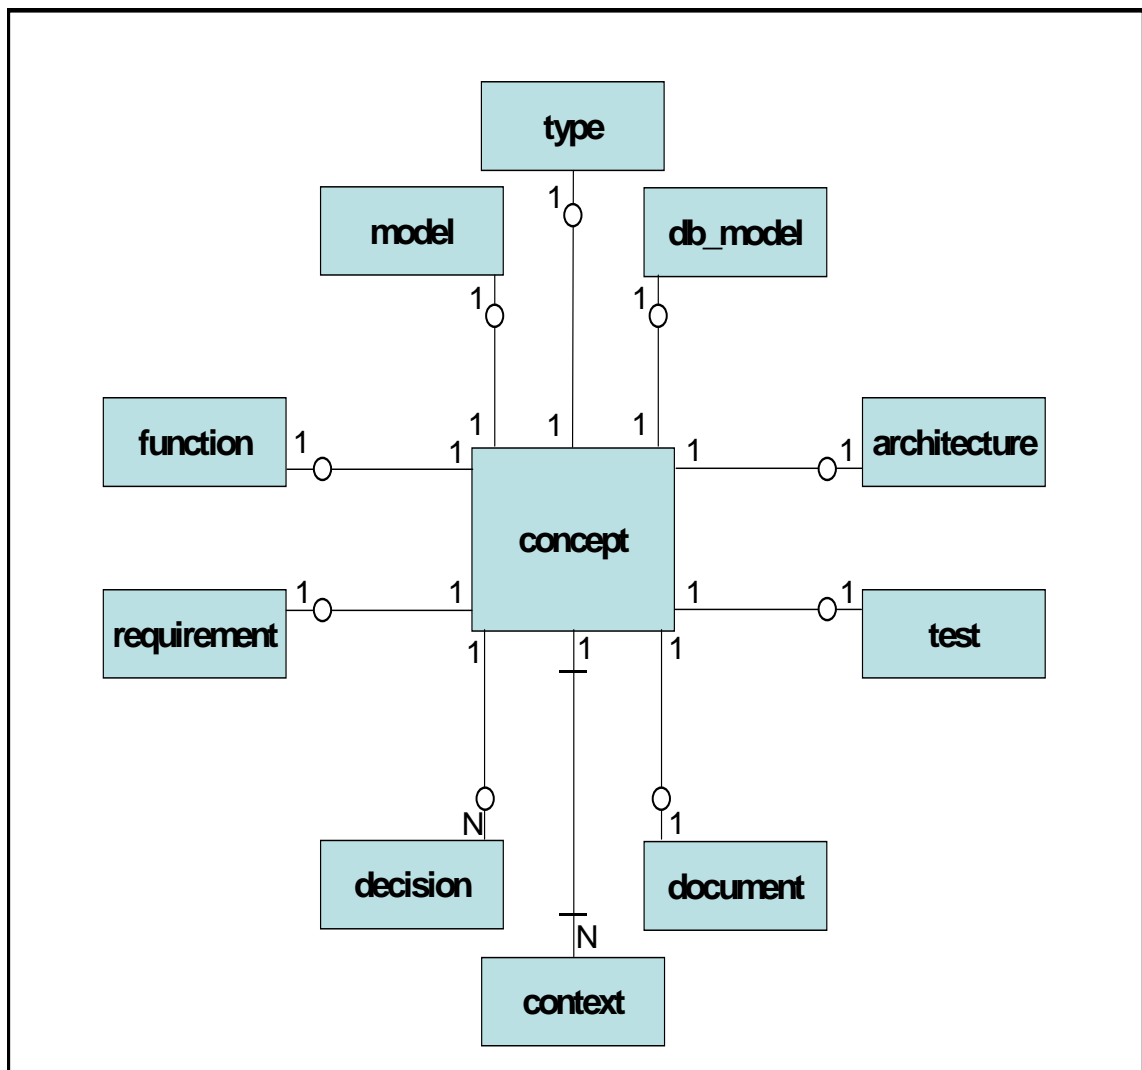 type
model
db_model
1
1
1
function
architecture
1
1
1
1
1
1
1
concept
requirement
test
1
1
1
1
1
1
1
N
1
decision
document
N
context